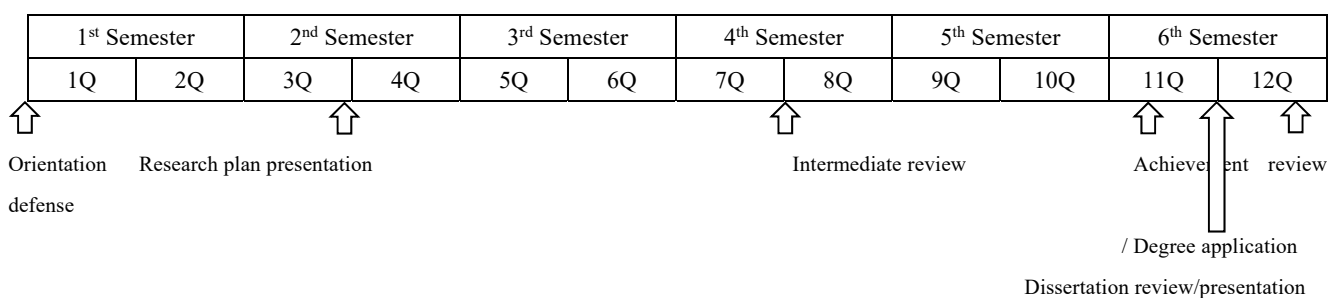 1st Semester 2nd Semester 3rd Semester 4th Semester 5th Semester 6th Semester
1Q 2Q 3Q 4Q 5Q 6Q 7Q 8Q 9Q 10Q 11Q 12Q
Orientation Research plan presentation Intermediate review review
defense
/ Degree application
Dissertation review/presentation